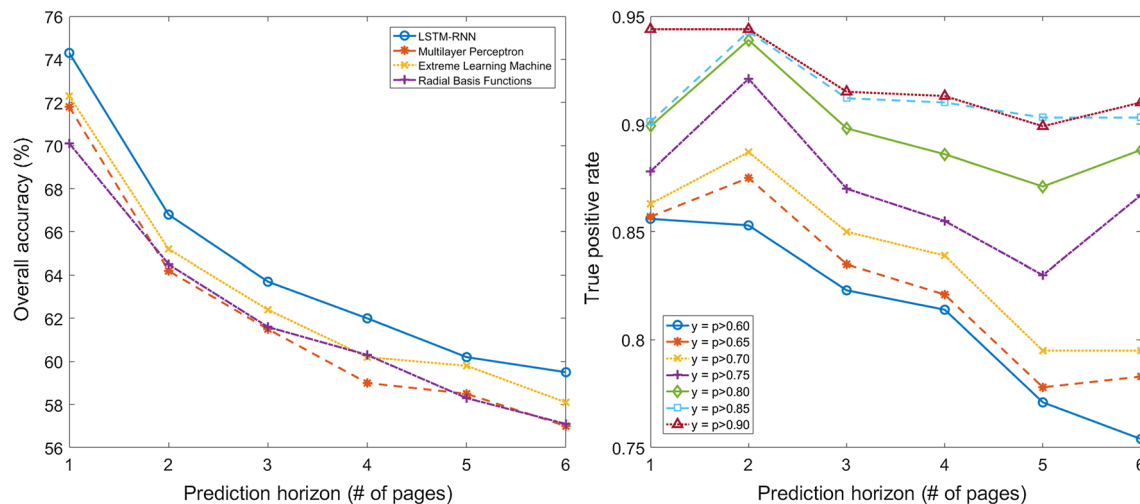 76
74
72
70
68
66
64
62
60
58
56
Overall accuracy (%)
LSTM-RNN
Multilayer Perceptron
Extreme Learning Machine
Radial Basis Functions
1 2 3 4 5 6
Prediction horizon (# of pages)
0.95
0.9
0.85
0.8
0.75
True positive rate
y = p>0.60
y = p>0.65
y = p>0.70
y = p>0.75
y = p>0.80
y = p>0.85
y = p>0.90
1 2 3 4 5 6
Prediction horizon (# of pages)